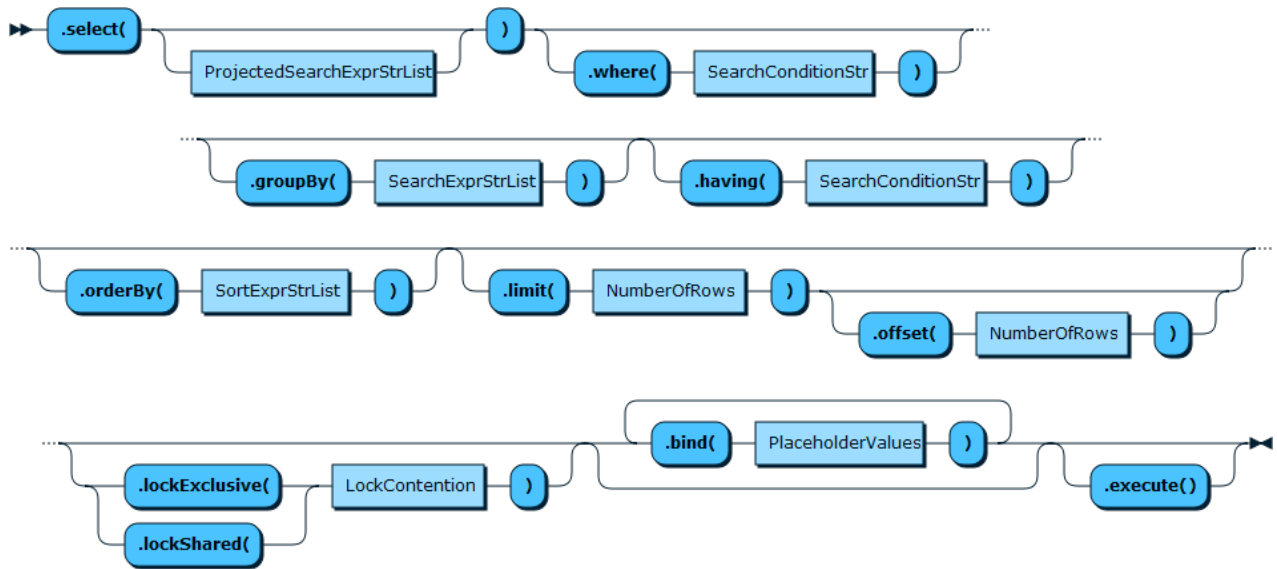 .select( ProjectedSearchExprStrList ) .where( SearchConditionStr )
.groupBy( SearchExprStrList ) .having( SearchConditionStr )
.orderBy( SortExprStrList ) .limit( NumberOfRows )
.offset( NumberOfRows )
.bind( PlaceholderValues )
.lockExclusive( LockContention ) .execute()
.lockShared(